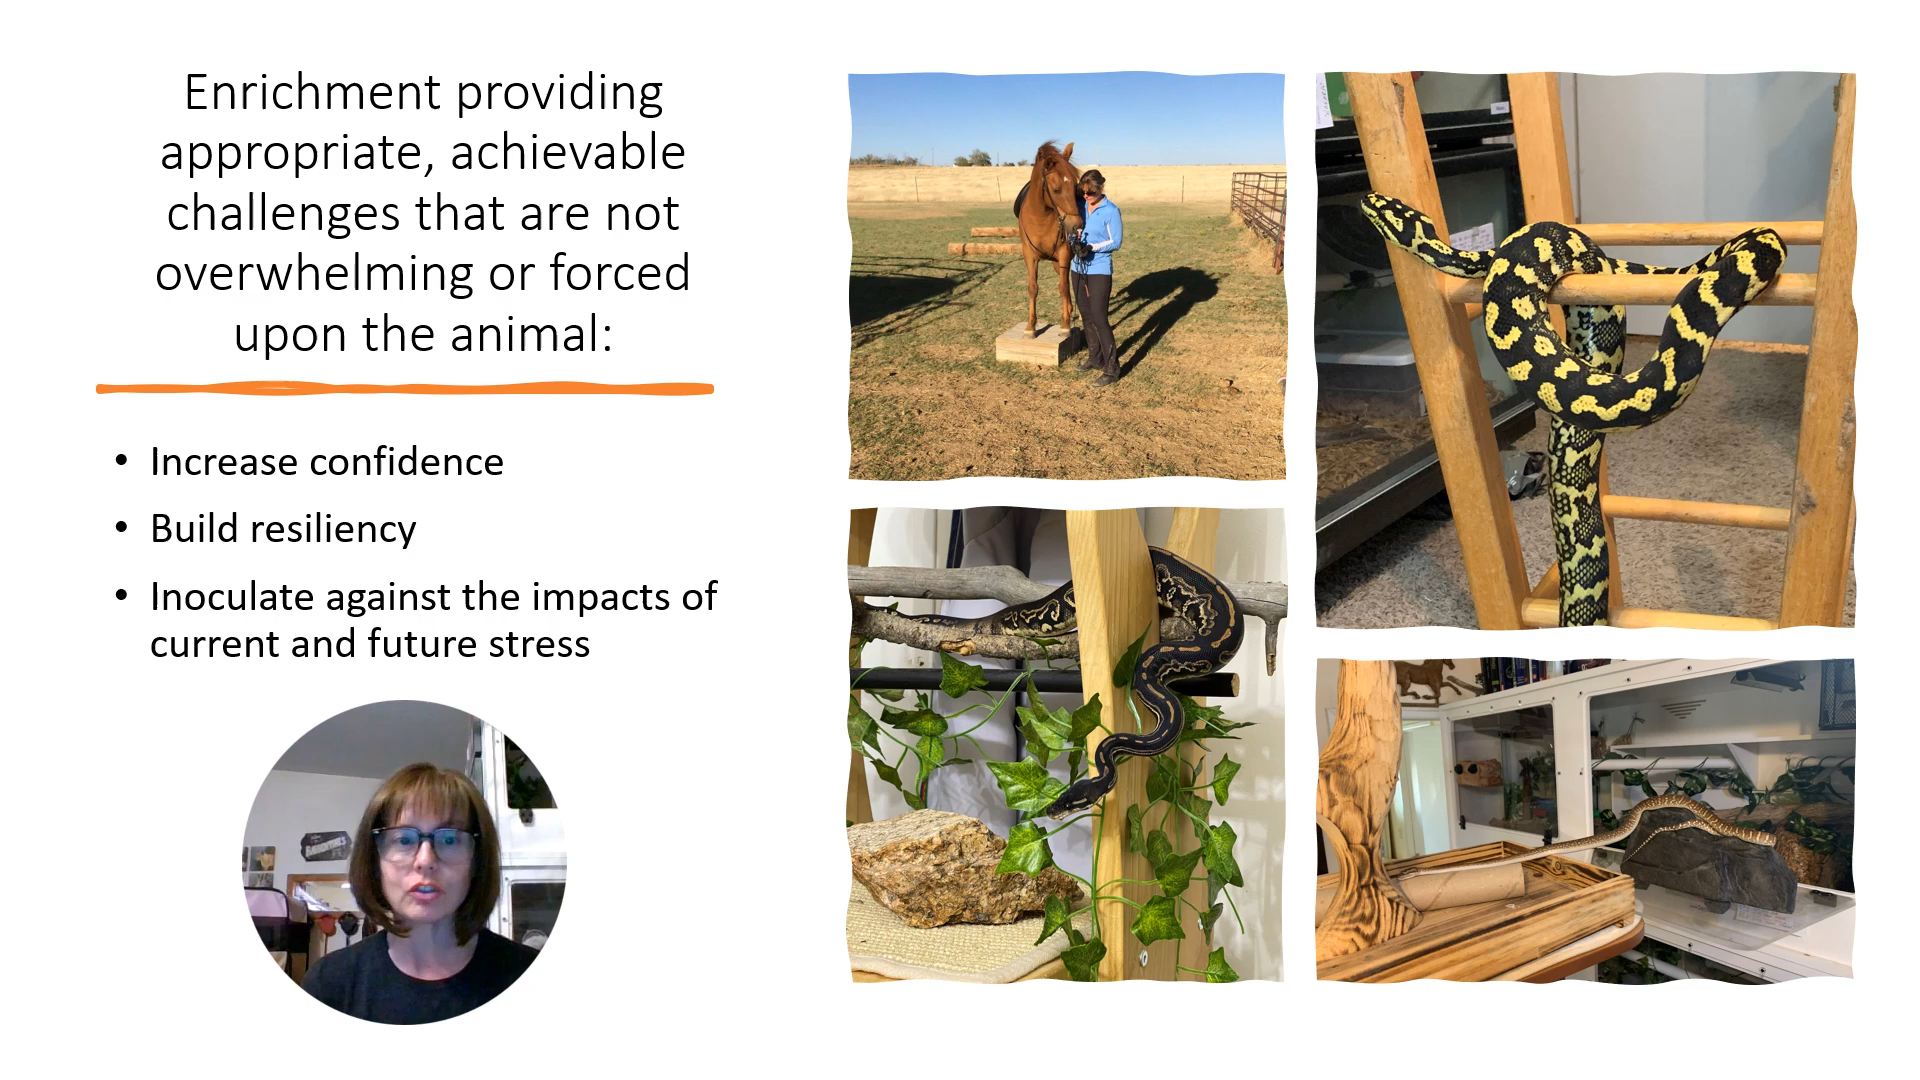 Enrichment providing
appropriate, achievable
challenges that are not
overwhelming or forced
upon the animal:
• Increase confidence
• Build resiliency
• Inoculate against the impacts of
current and future stress